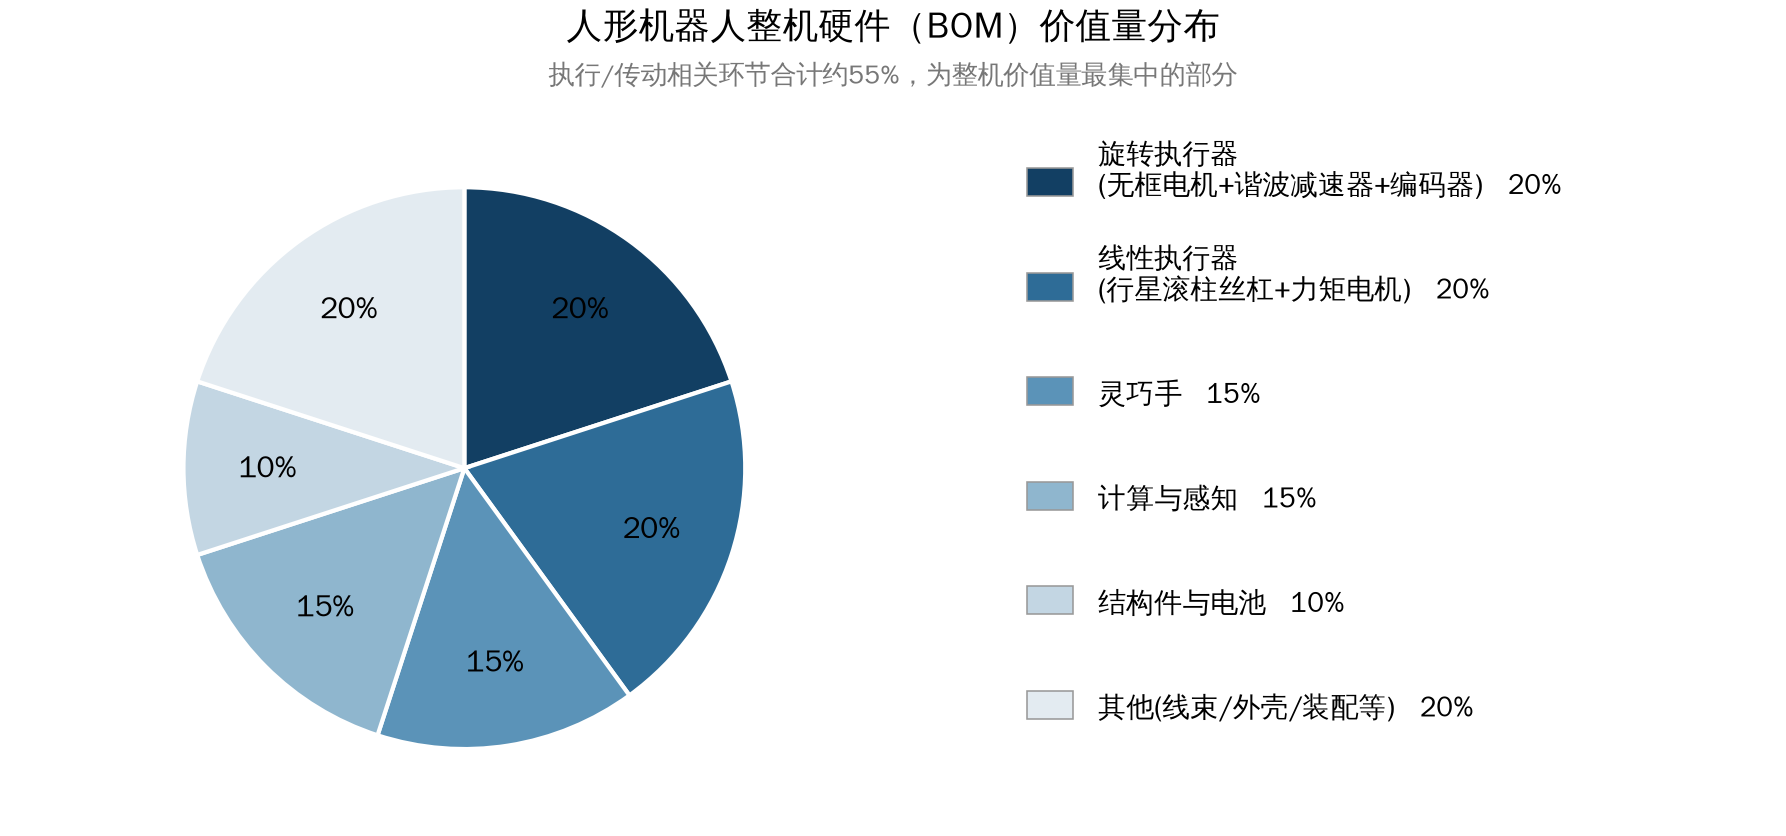 人形机器人整机硬件（BOM）价值量分布
执行/传动相关环节合计约55%，为整机价值量最集中的部分
20%
20%
20%
15%
15%
10%
旋转执行器
(无框电机+谐波减速器+编码器) 20%
线性执行器
(行星滚柱丝杠+力矩电机) 20%
灵巧手 15%
计算与感知 15%
结构件与电池 10%
其他(线束/外壳/装配等) 20%